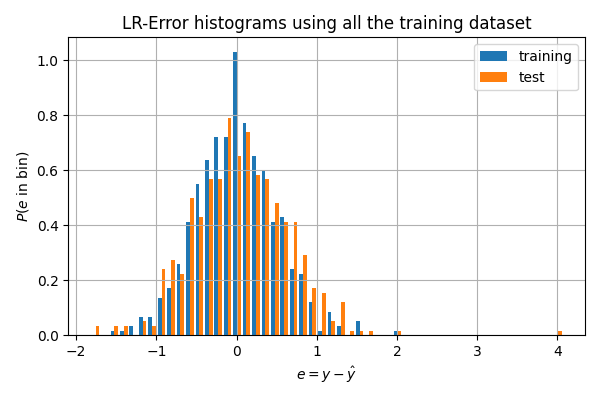 LR-Error histograms using all the training dataset
training
test
1.0
0.8
0.6
0.4
0.2
0.0
P(e in bin)
−2
−1
0
1
2
3
4
e = y − ŷ